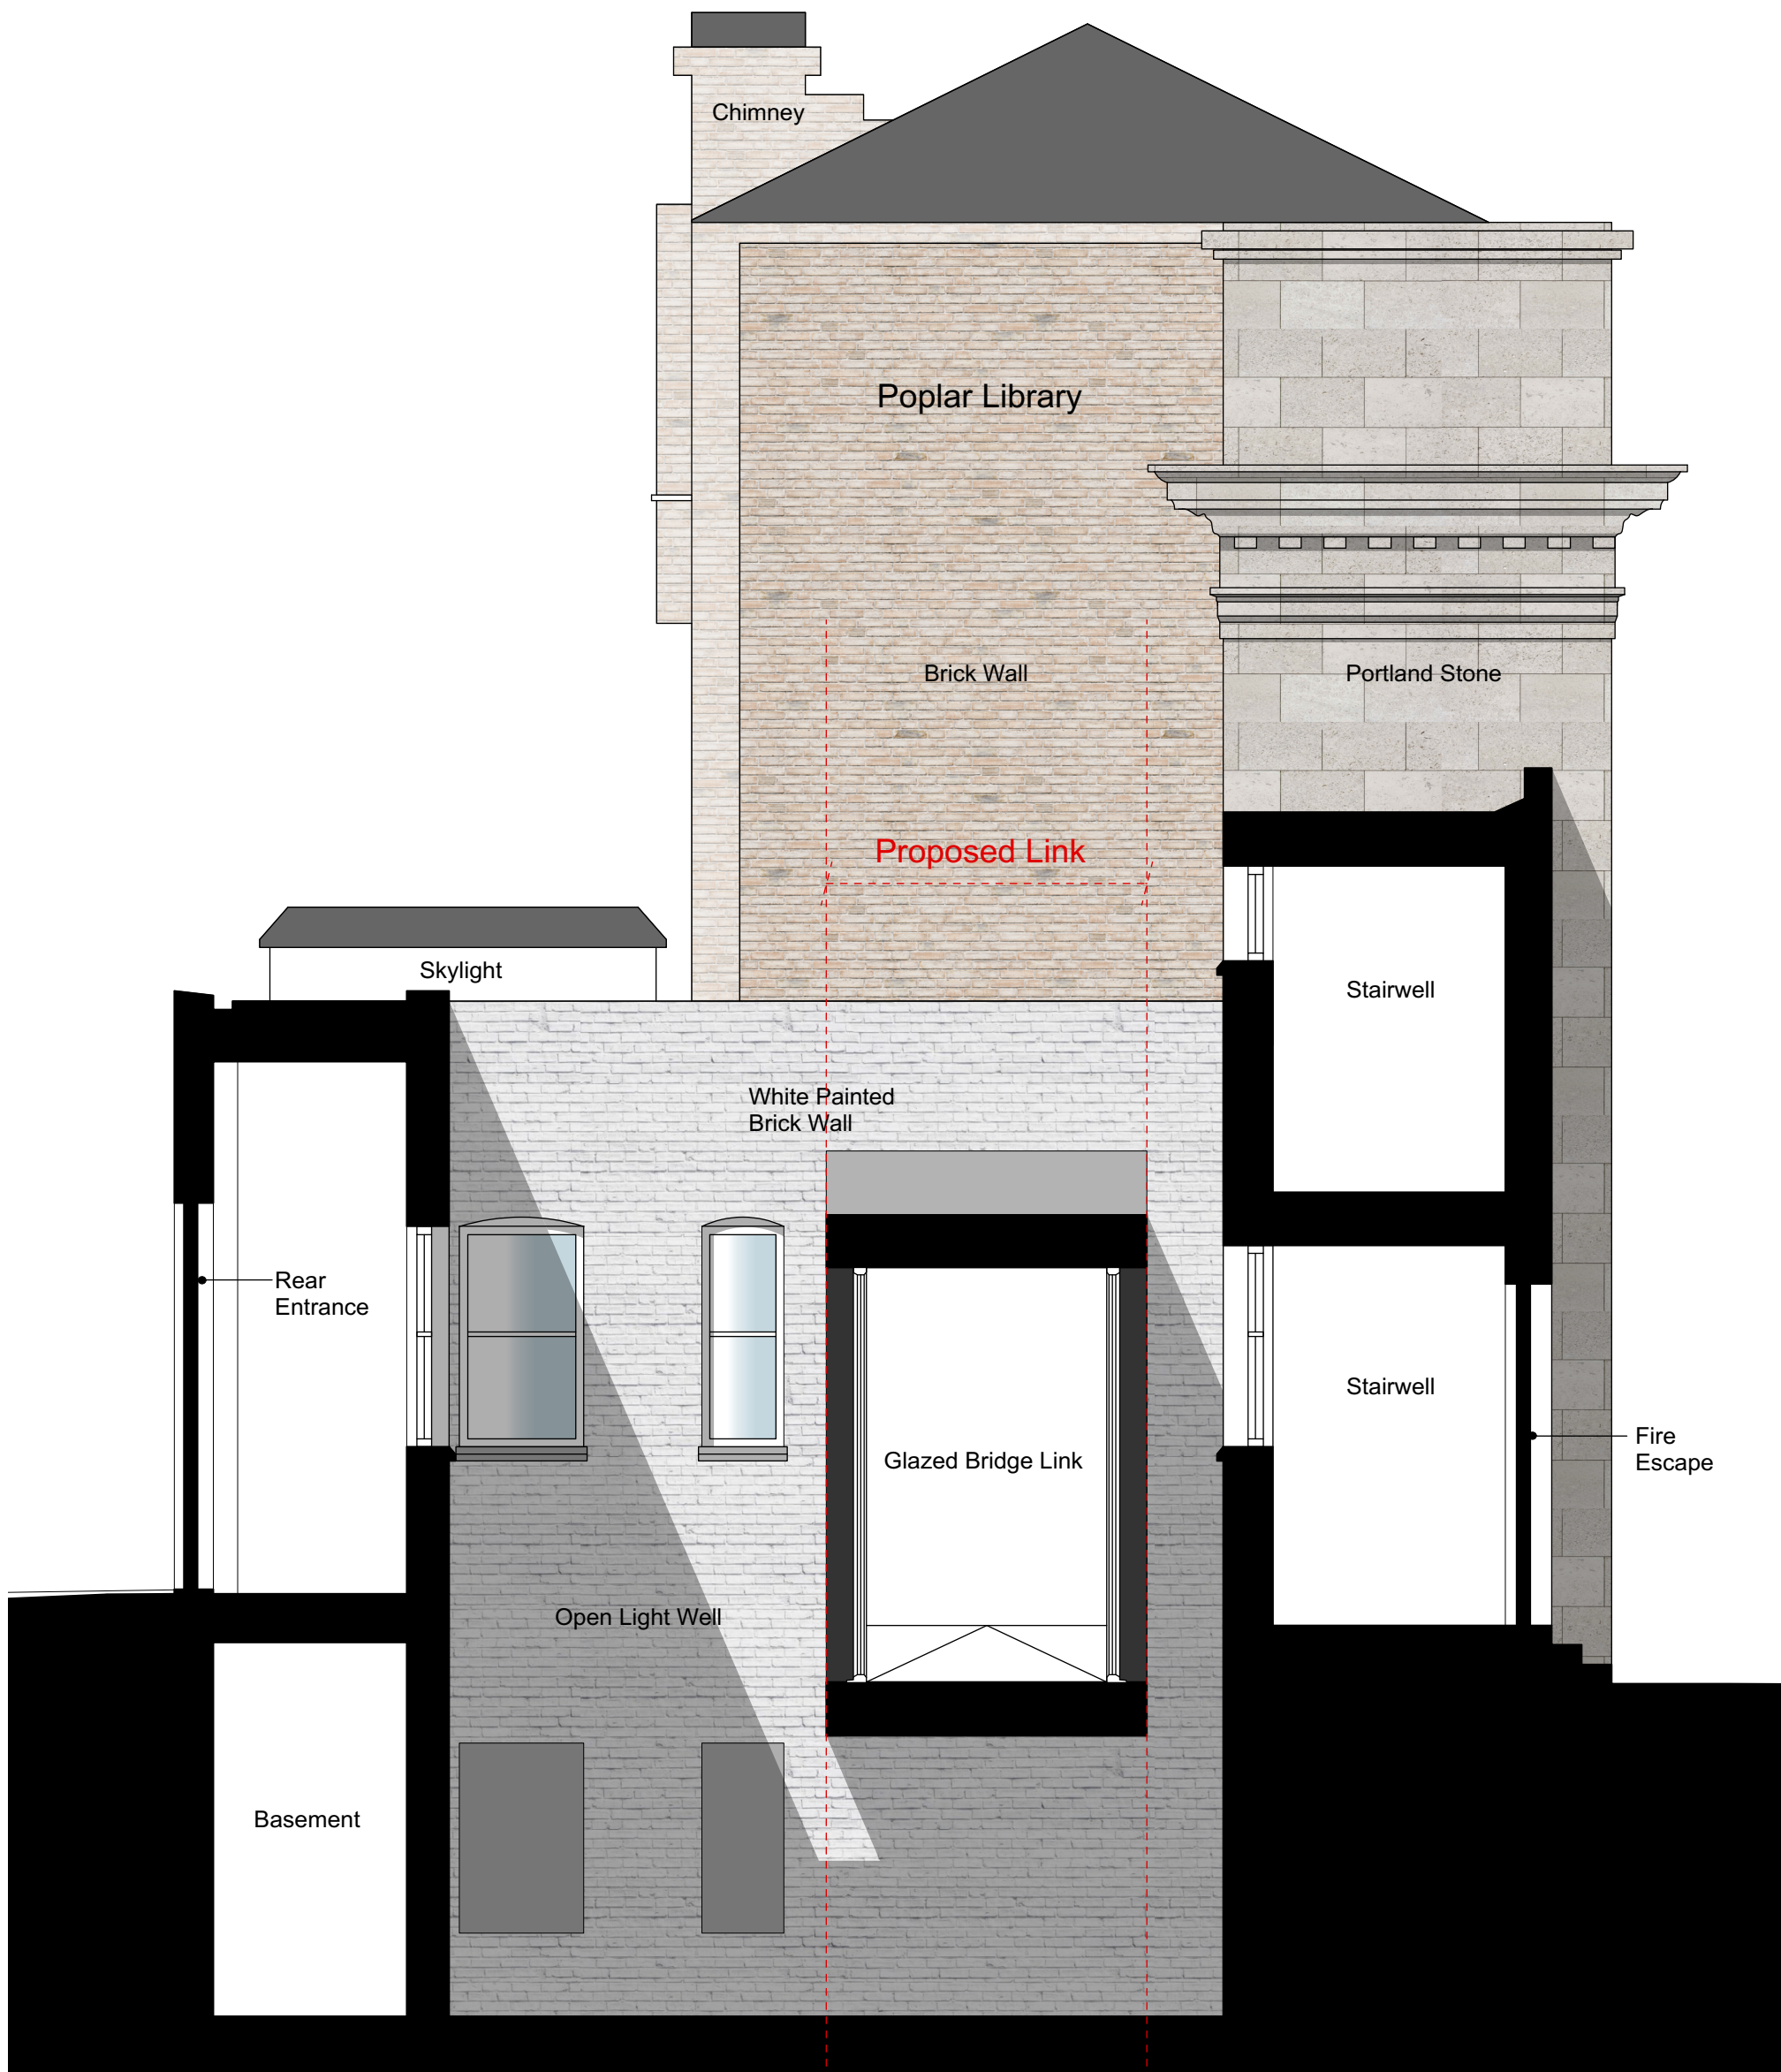 Chimney
Poplar Library
Brick Wall
Portland Stone
Proposed Link
Skylight
Stairwell
White Painted
Brick Wall
Rear
Entrance
Stairwell
Glazed Bridge Link
Fire
Escape
Open Light Well
Basement